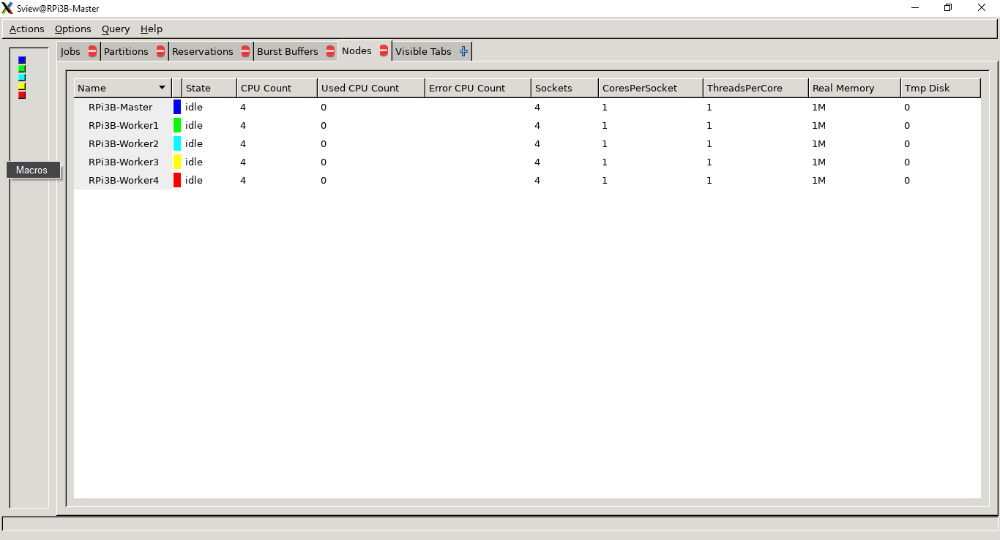 Sview@RPi3B-Master
Actions Options Query Help
Jobs Partitions Reservations Burst Buffers Nodes Visible Tabs
Name State CPU Count Used CPU Count Error CPU Count Sockets CoresPerSocket ThreadsPerCore Real Memory Tmp Disk
RPi3B-Master idle 4 0 4 1 1 1M 0
RPi3B-Worker1 idle 4 0 4 1 1 1M 0
RPi3B-Worker2 idle 4 0 4 1 1 1M 0
RPi3B-Worker3 idle 4 0 4 1 1 1M 0
Macros
RPi3B-Worker4 idle 4 0 4 1 1 1M 0